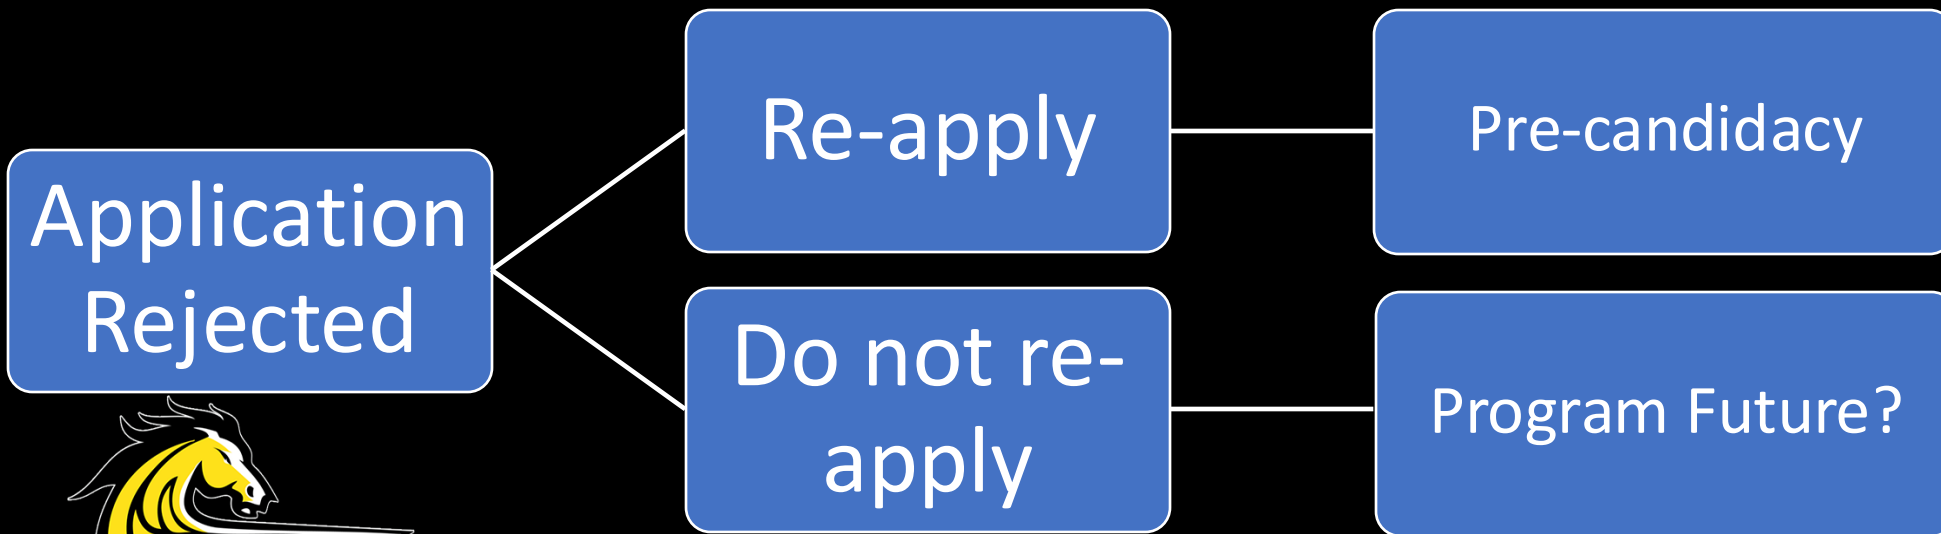 Application
Rejected
Re-apply
Pre-candidacy
Do not re-
apply
Program Future?